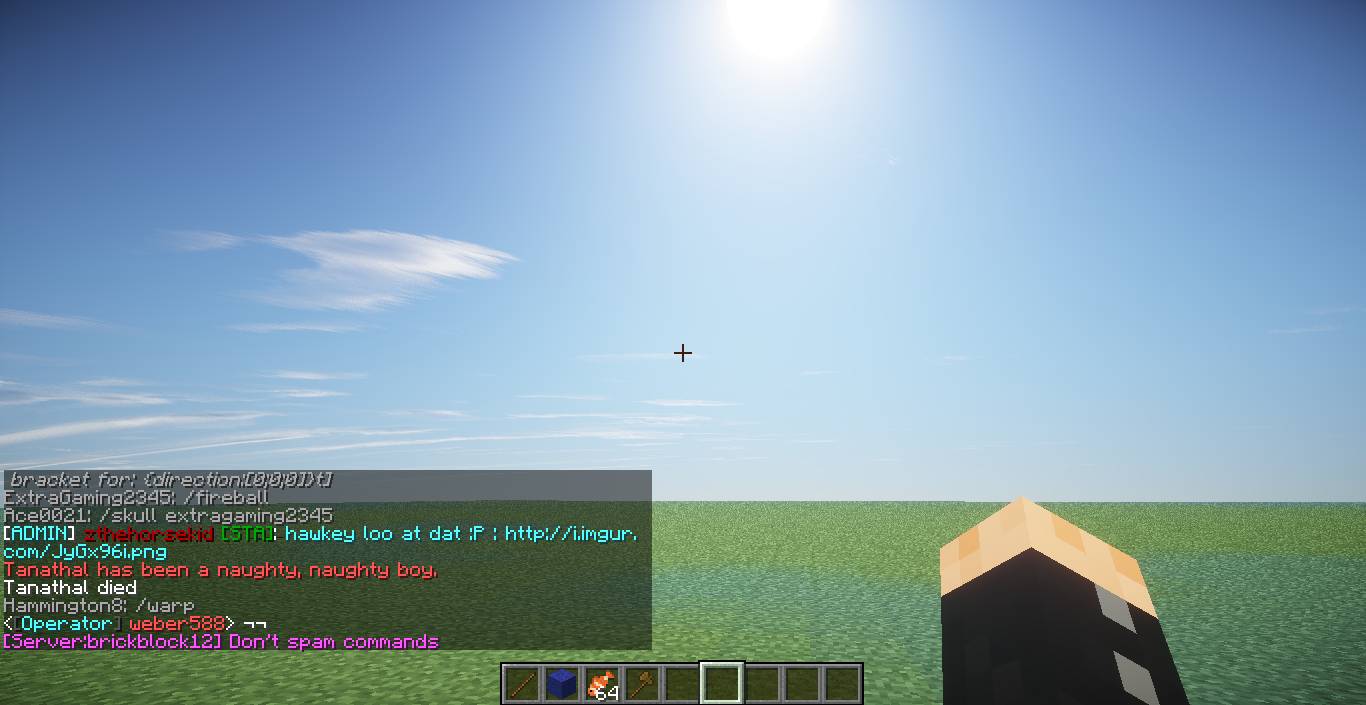 bracket for: {direction:[0,0,0]}t]
ExtraGaming2345: /fireball
Ace0021: /skull extragaming2345
[ADMIN] zthehorsekid [STA]: hawkey loo at dat :P : http://i.imgur.
com/JyGx96i.png
Tanathal has been a naughty, naughty boy.
Tanathal died
Hammington8: /warp
<[Operator] weber588> ¬¬
[Server:brickblock12] Don't spam commands
64